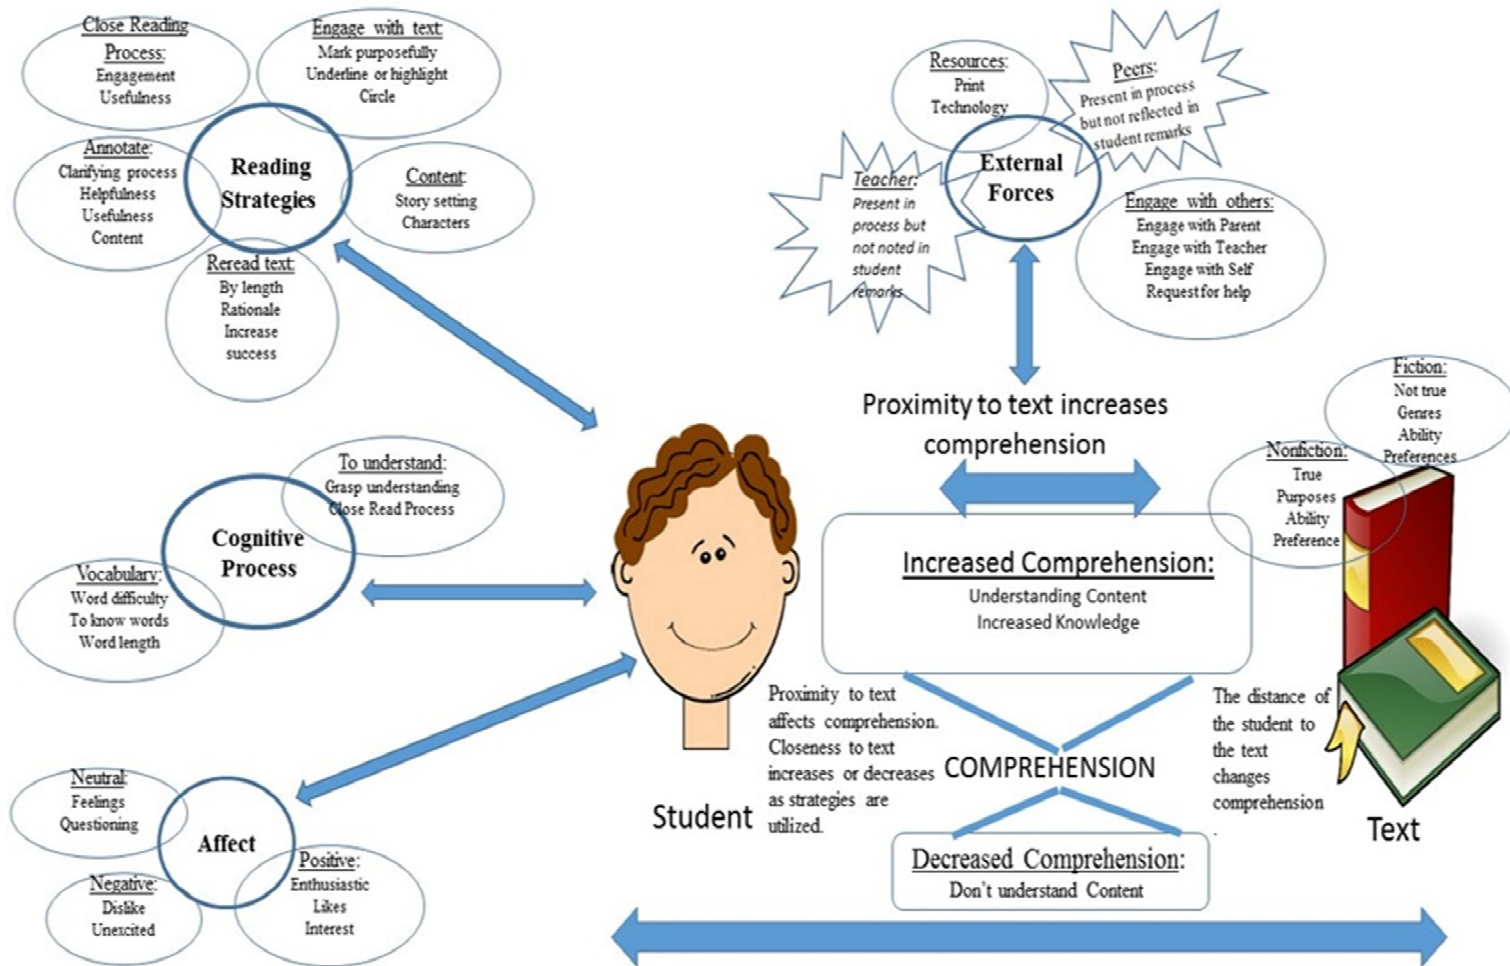 Close Reading
Process:
Engagement
Usefulness
Engage with text:
Mark purposefully
Underline or highlight
Circle
Annotate:
Clarifying process
Helpfulness
Usefulness
Content
Reading
Strategies
Content:
Story setting
Characters
Reread text:
By length
Rationale
Increase
success
Resources:
Print
Technology
Peers:
Present in process
but not reflected in
student remarks
External
Forces
Teacher:
Present in
process but
not noted in
student
remarks
Engage with others:
Engage with Parent
Engage with Teacher
Engage with Self
Request for help
Proximity to text increases
comprehension
Fiction:
Not true
Genres
Ability
Preferences
Nonfiction:
True
Purposes
Ability
Preference
To understand:
Grasp understanding
Close Read Process
Cognitive
Process
Vocabulary:
Word difficulty
To know words
Word length
Increased Comprehension:
Understanding Content
Increased Knowledge
Proximity to text
affects comprehension.
Closeness to text
increases or decreases
as strategies are
utilized.
COMPREHENSION
The distance of
the student to
the text
changes
comprehension
.
Student
Text
Decreased Comprehension:
Don't understand Content
Neutral:
Feelings
Questioning
Affect
Negative:
Dislike
Unexcited
Positive:
Enthusiastic
Likes
Interest